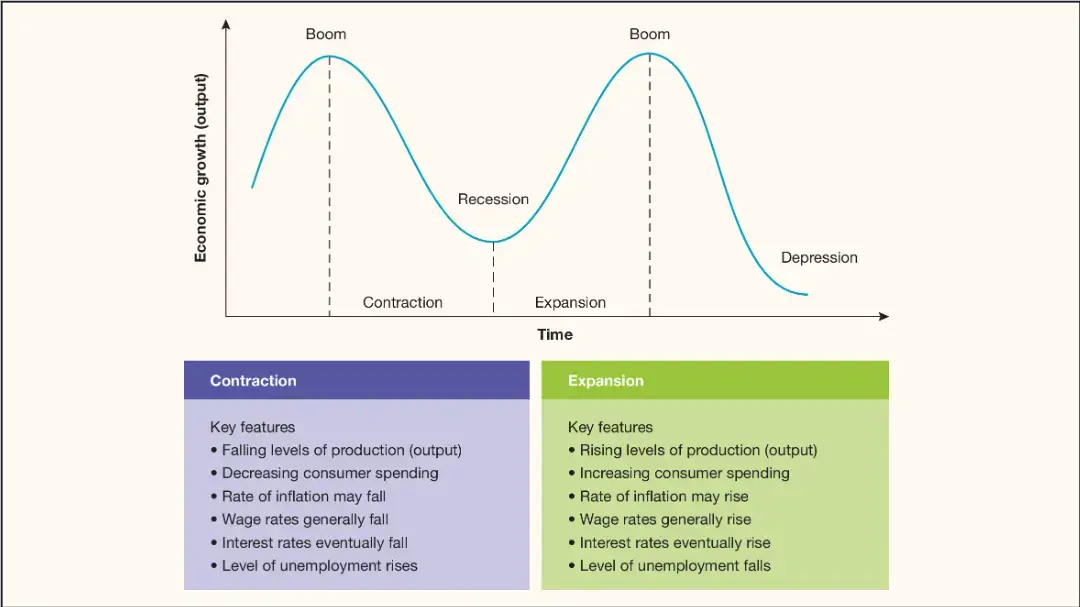 Boom
Boom
Economic growth (output)
Recession
Depression
Contraction
Expansion
Time
Contraction
Key features
• Falling levels of production (output)
• Decreasing consumer spending
• Rate of inflation may fall
• Wage rates generally fall
• Interest rates eventually fall
• Level of unemployment rises
Expansion
Key features
• Rising levels of production (output)
• Increasing consumer spending
• Rate of inflation may rise
• Wage rates generally rise
• Interest rates eventually rise
• Level of unemployment falls